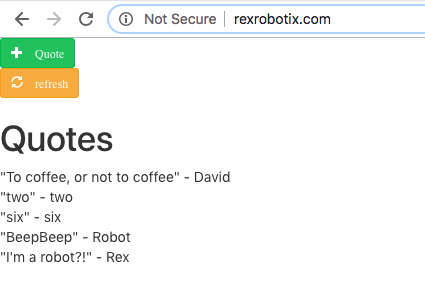 Not Secure | rexrobotix.com
Quote
refresh
Quotes
"To coffee, or not to coffee" - David
"two" - two
"six" - six
"BeepBeep" - Robot
"I'm a robot?!" - Rex